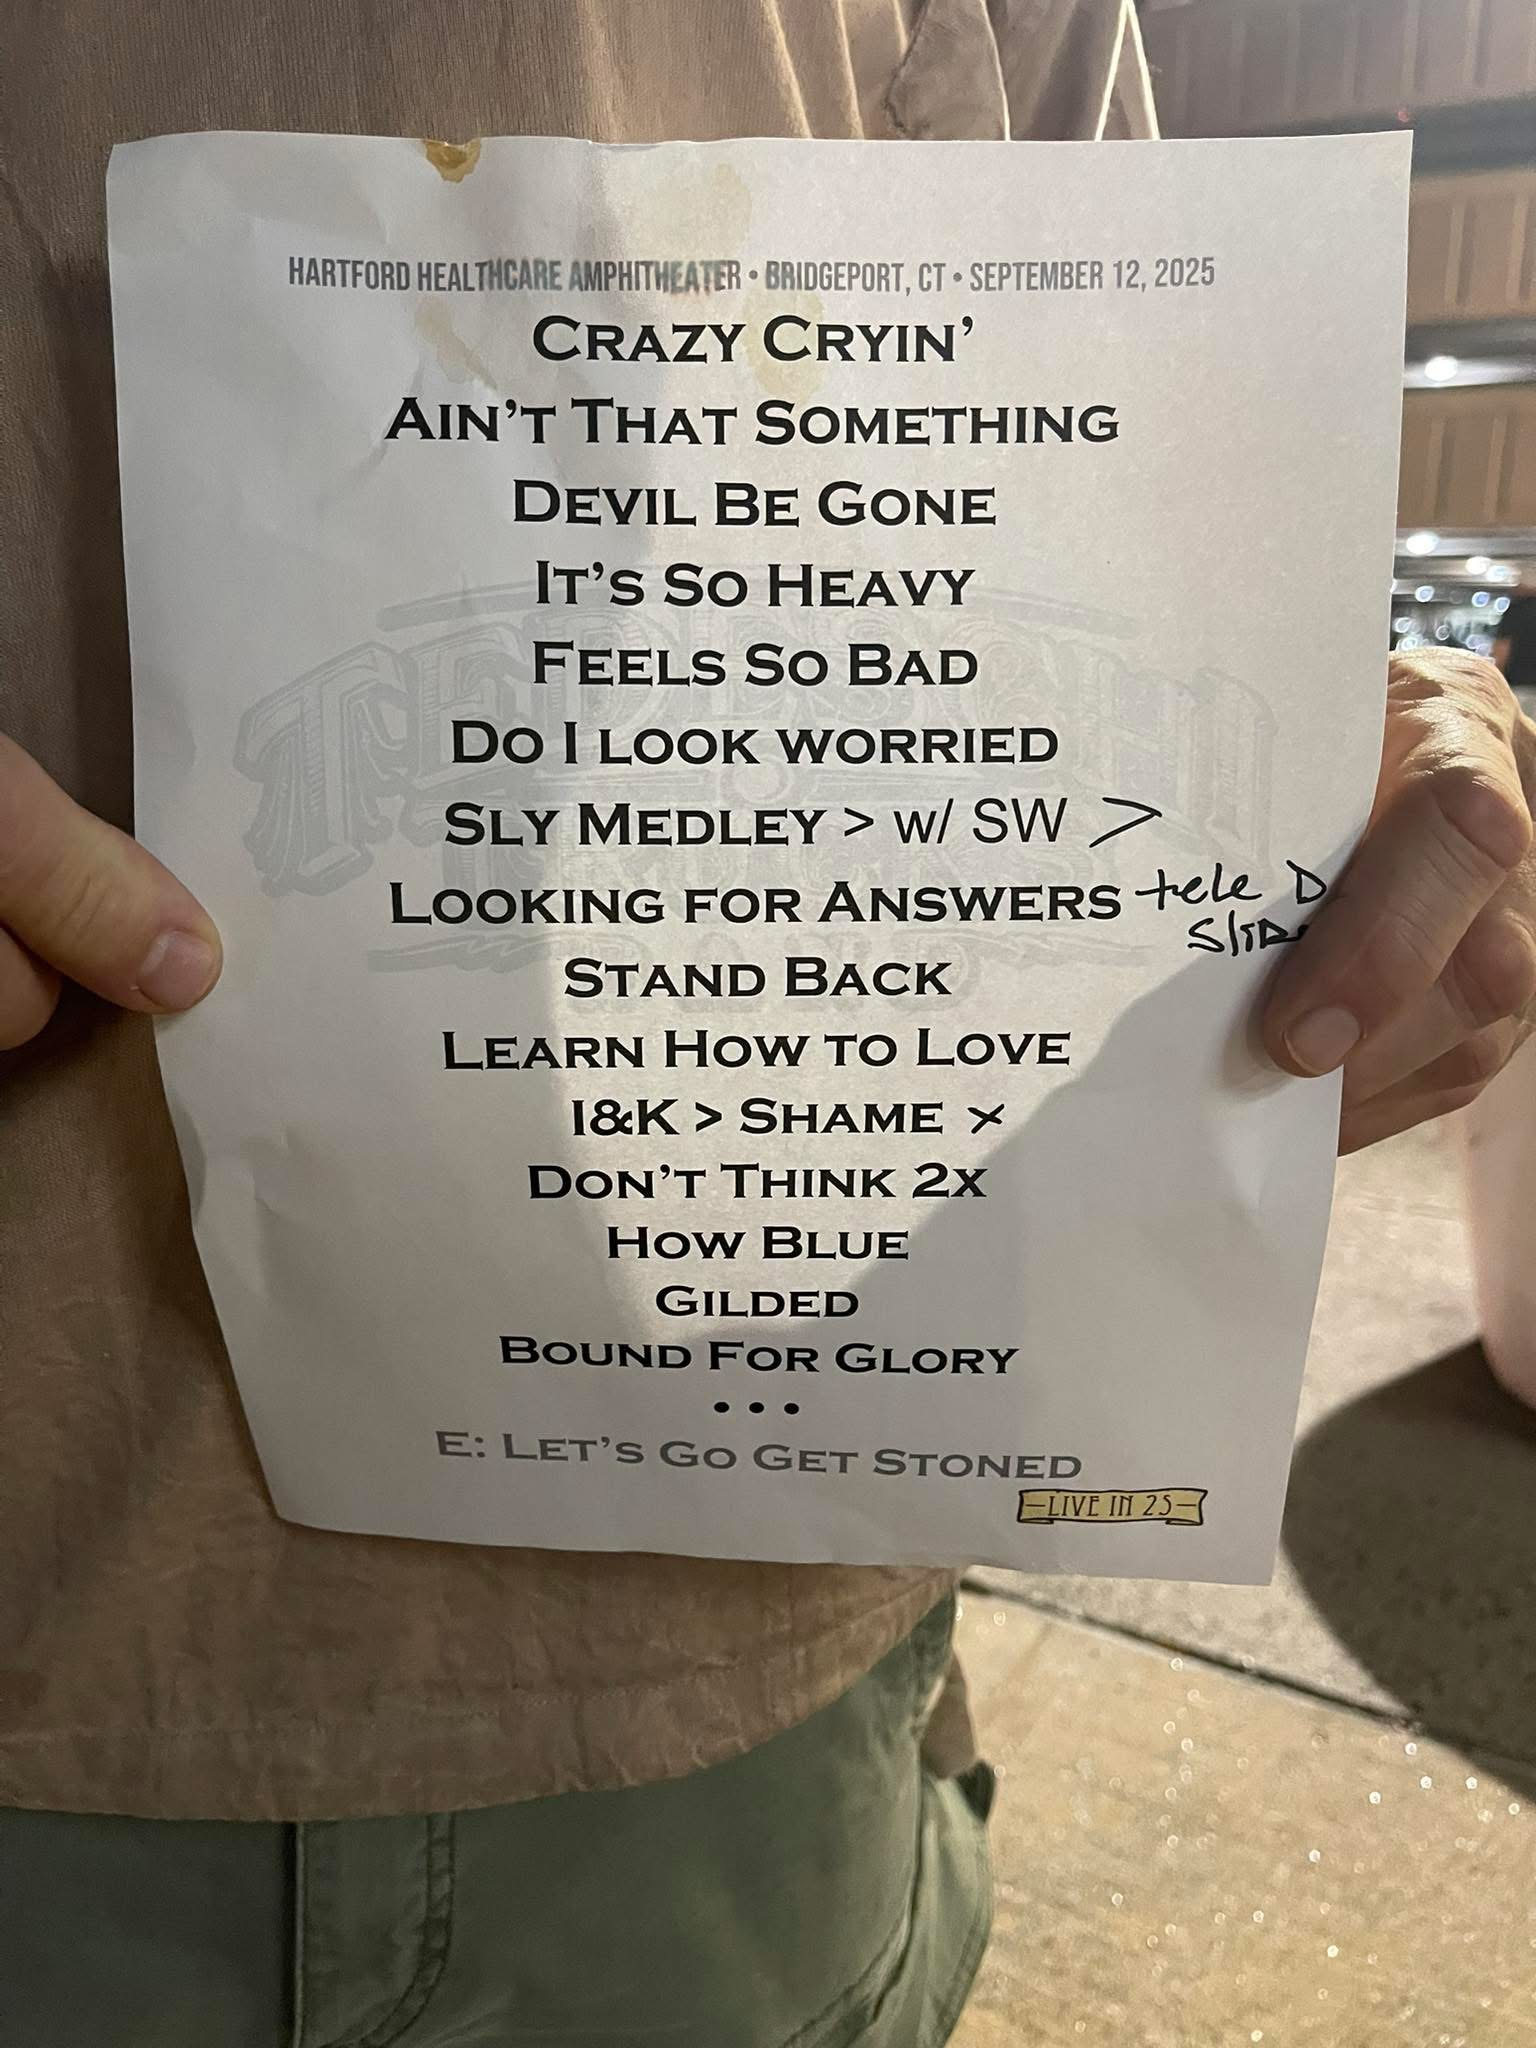 HARTFORD HEALTHCARE AMPHITHEATER • BRIDGEPORT, CT • SEPTEMBER 12, 2025
CRAZY CRYIN'
AIN'T THAT SOMETHING
DEVIL BE GONE
IT'S SO HEAVY
FEELS SO BAD
DO I LOOK WORRIED
SLY MEDLEY > w/ SW >
LOOKING FOR ANSWERS tele D
STAND BACK
LEARN HOW TO LOVE
I&K > SHAME x
DON'T THINK 2X
HOW BLUE
GILDED
BOUND FOR GLORY
• • •
E: LET'S GO GET STONED
LIVE IN 25
TEDESCHI
TRUCKS